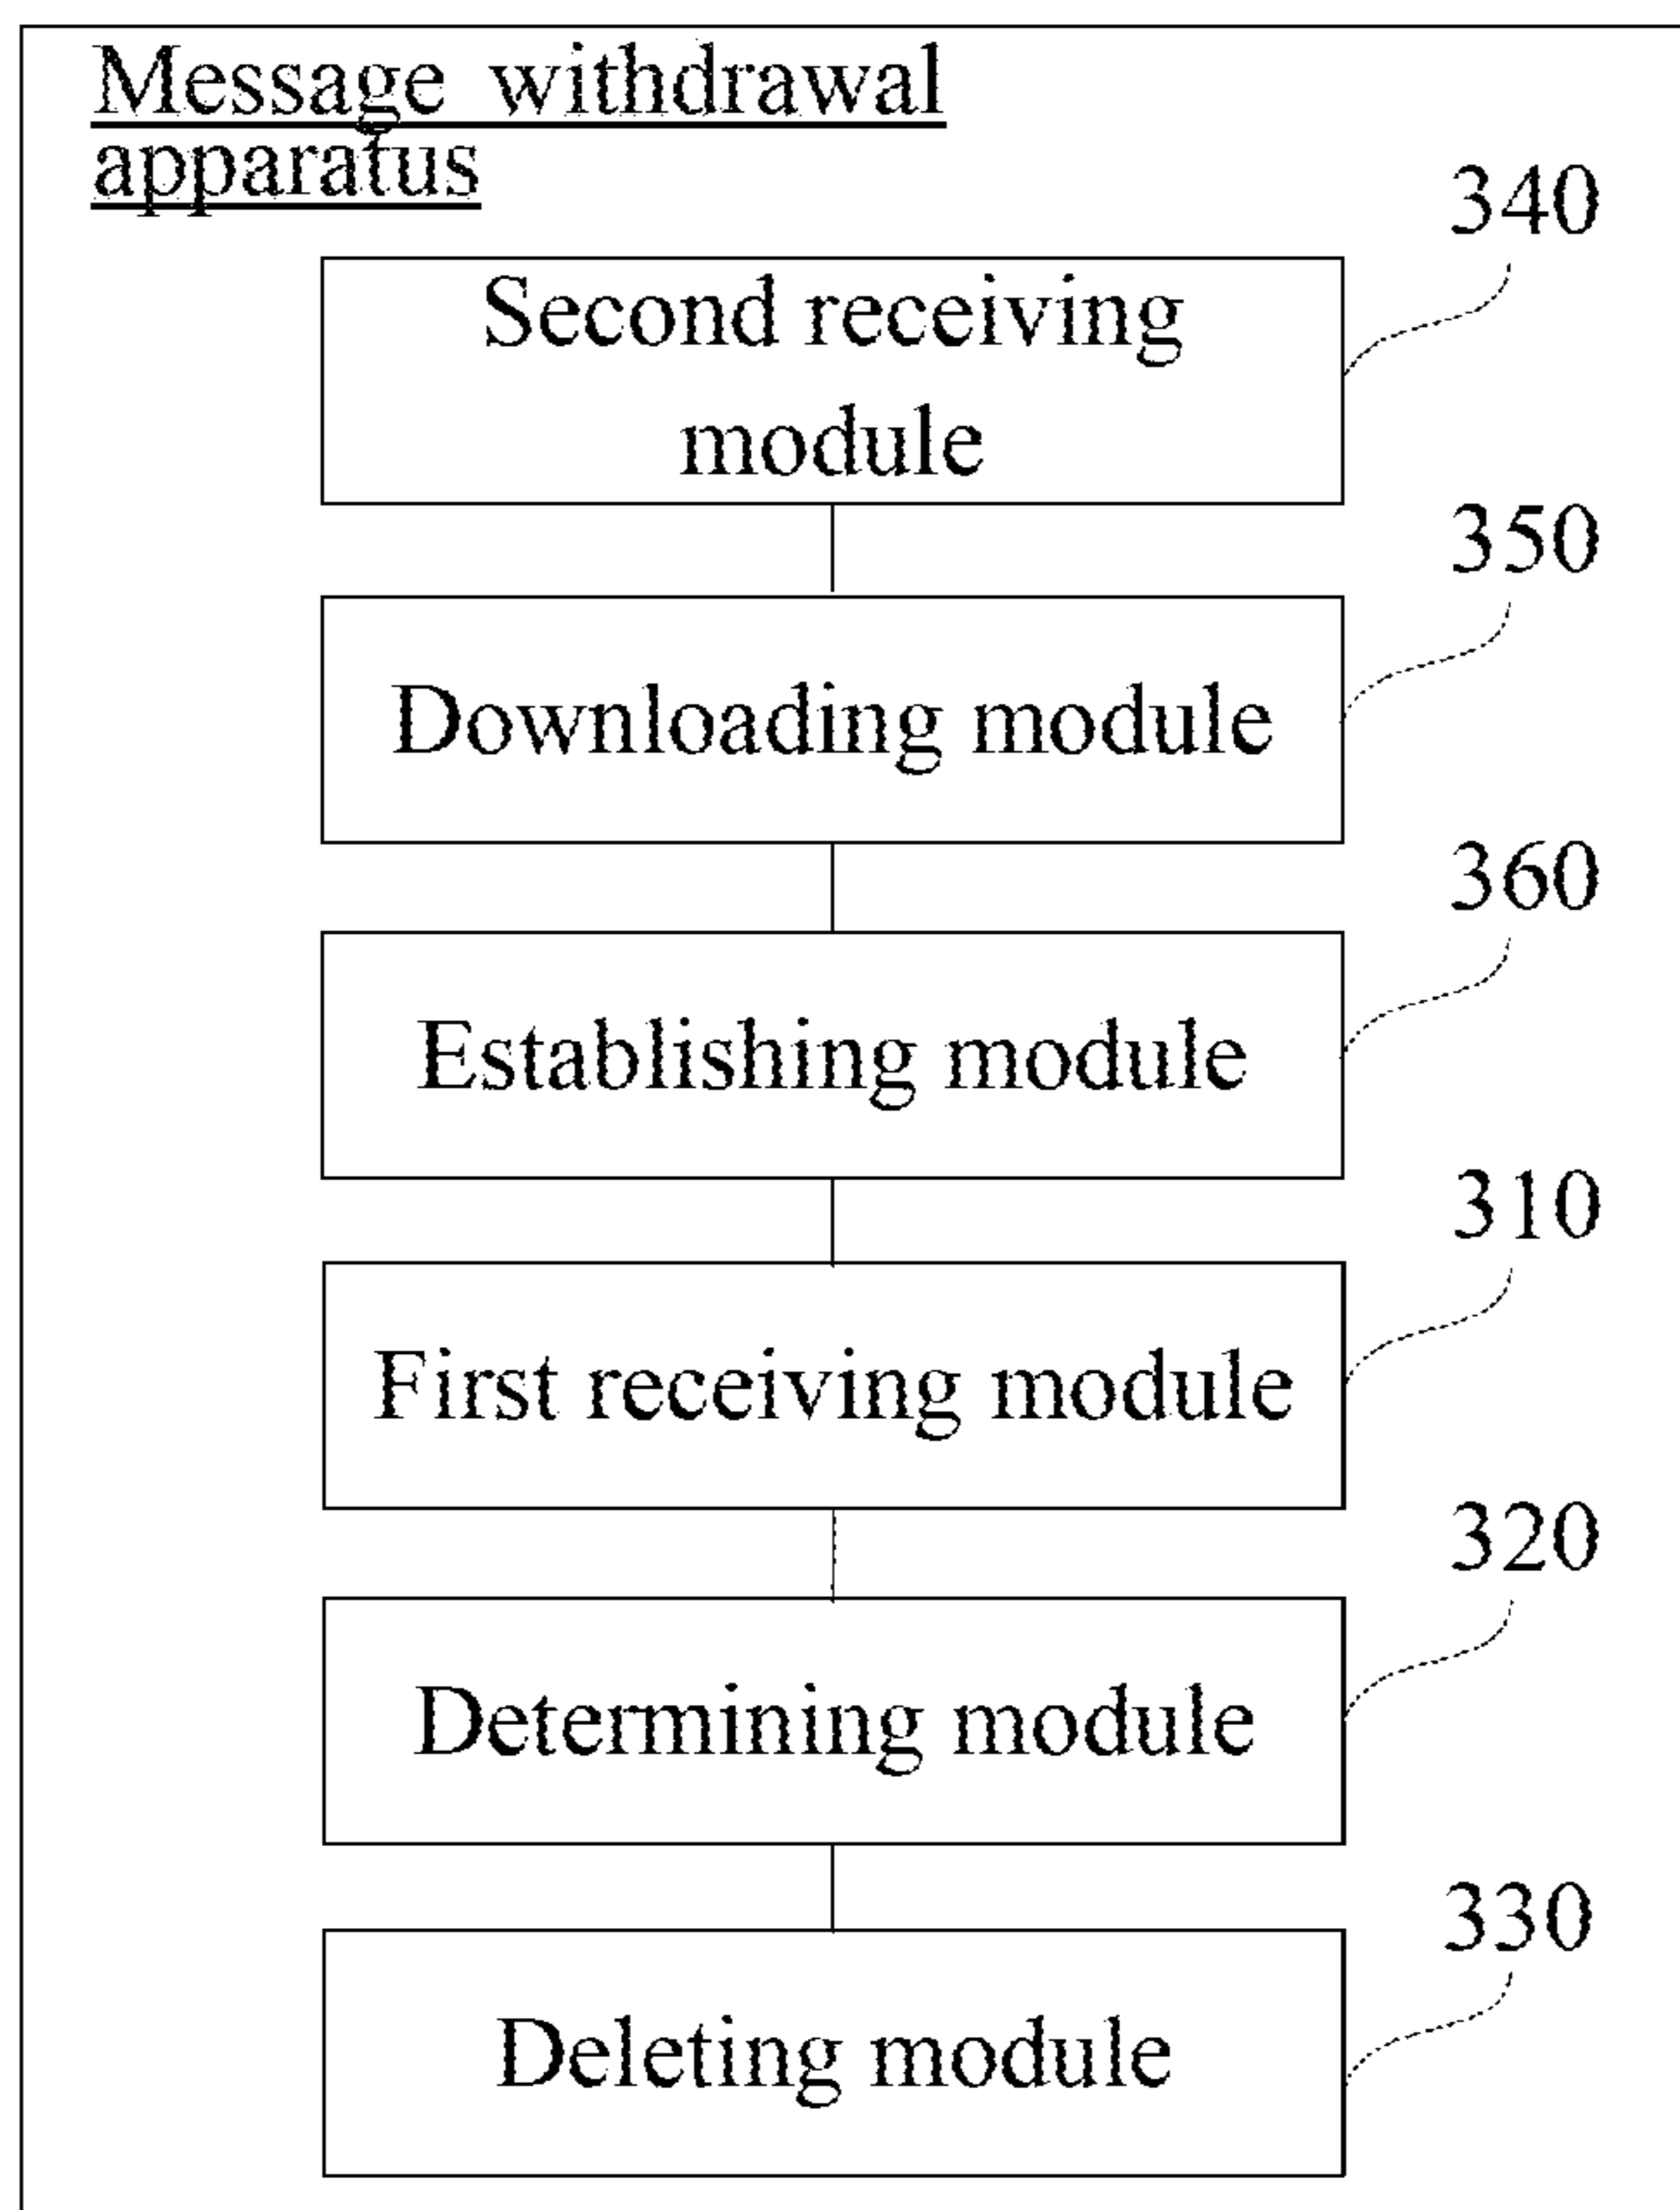 Message withdrawal
apparatus
340
Second receiving
module
350
Downloading module
360
Establishing module
310
First receiving module
320
Determining module
330
Deleting module